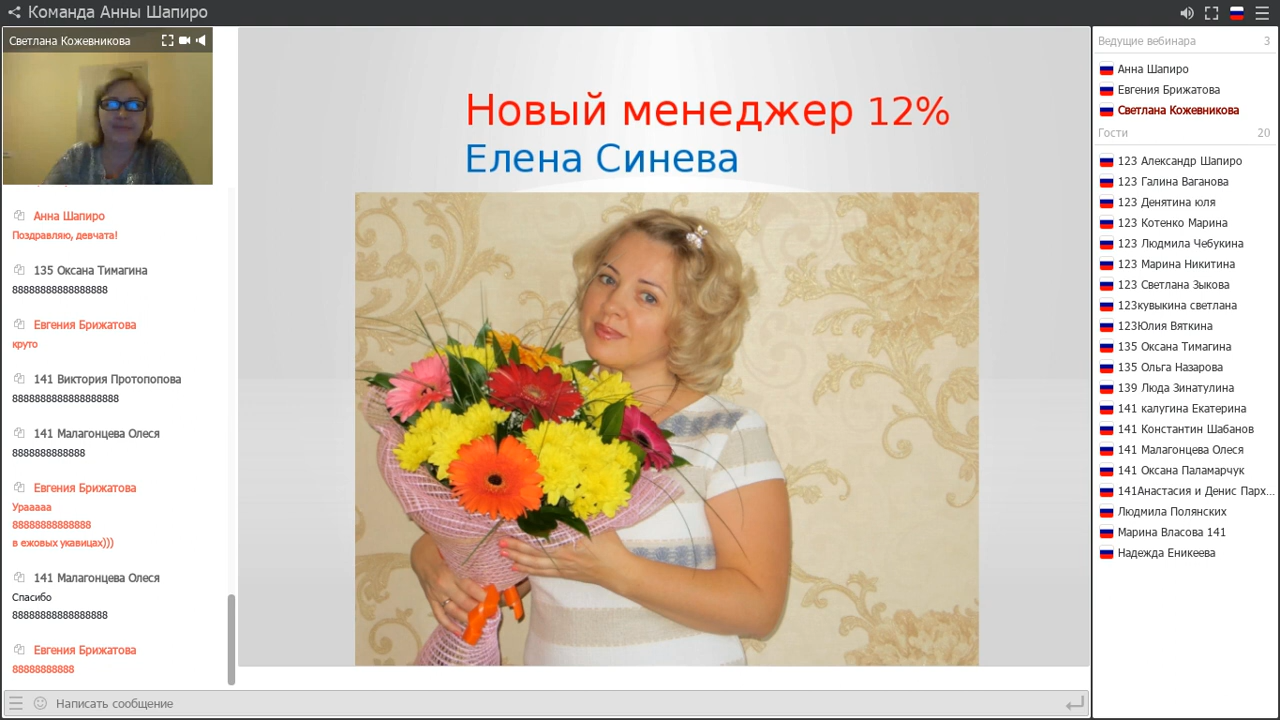 Команда Анны Шапиро
Светлана Кожевникова
Анна Шапиро
Поздравляю, девчата!
135 Оксана Тимагина
88888888888888888
Евгения Брижатова
круто
141 Виктория Протопопова
8888888888888888888
141 Малагонцева Олеся
8888888888888
Евгения Брижатова
Урааааа
88888888888888
в ежовых укавицах)))
141 Малагонцева Олеся
Спасибо
88888888888888888
Евгения Брижатова
88888888888
Написать сообщение
Новый менеджер 12%
Елена Синева
Ведущие вебинара 3
Анна Шапиро
Евгения Брижатова
Светлана Кожевникова
Гости 20
123 Александр Шапиро
123 Галина Ваганова
123 Денятина юля
123 Котенко Марина
123 Людмила Чебукина
123 Марина Никитина
123 Светлана Зыкова
123кувыкина светлана
123Юлия Вяткина
135 Оксана Тимагина
135 Ольга Назарова
139 Люда Зинатулина
141 калугина Екатерина
141 Константин Шабанов
141 Малагонцева Олеся
141 Оксана Паламарчук
141Анастасия и Денис Парх...
Людмила Полянских
Марина Власова 141
Надежда Еникеева